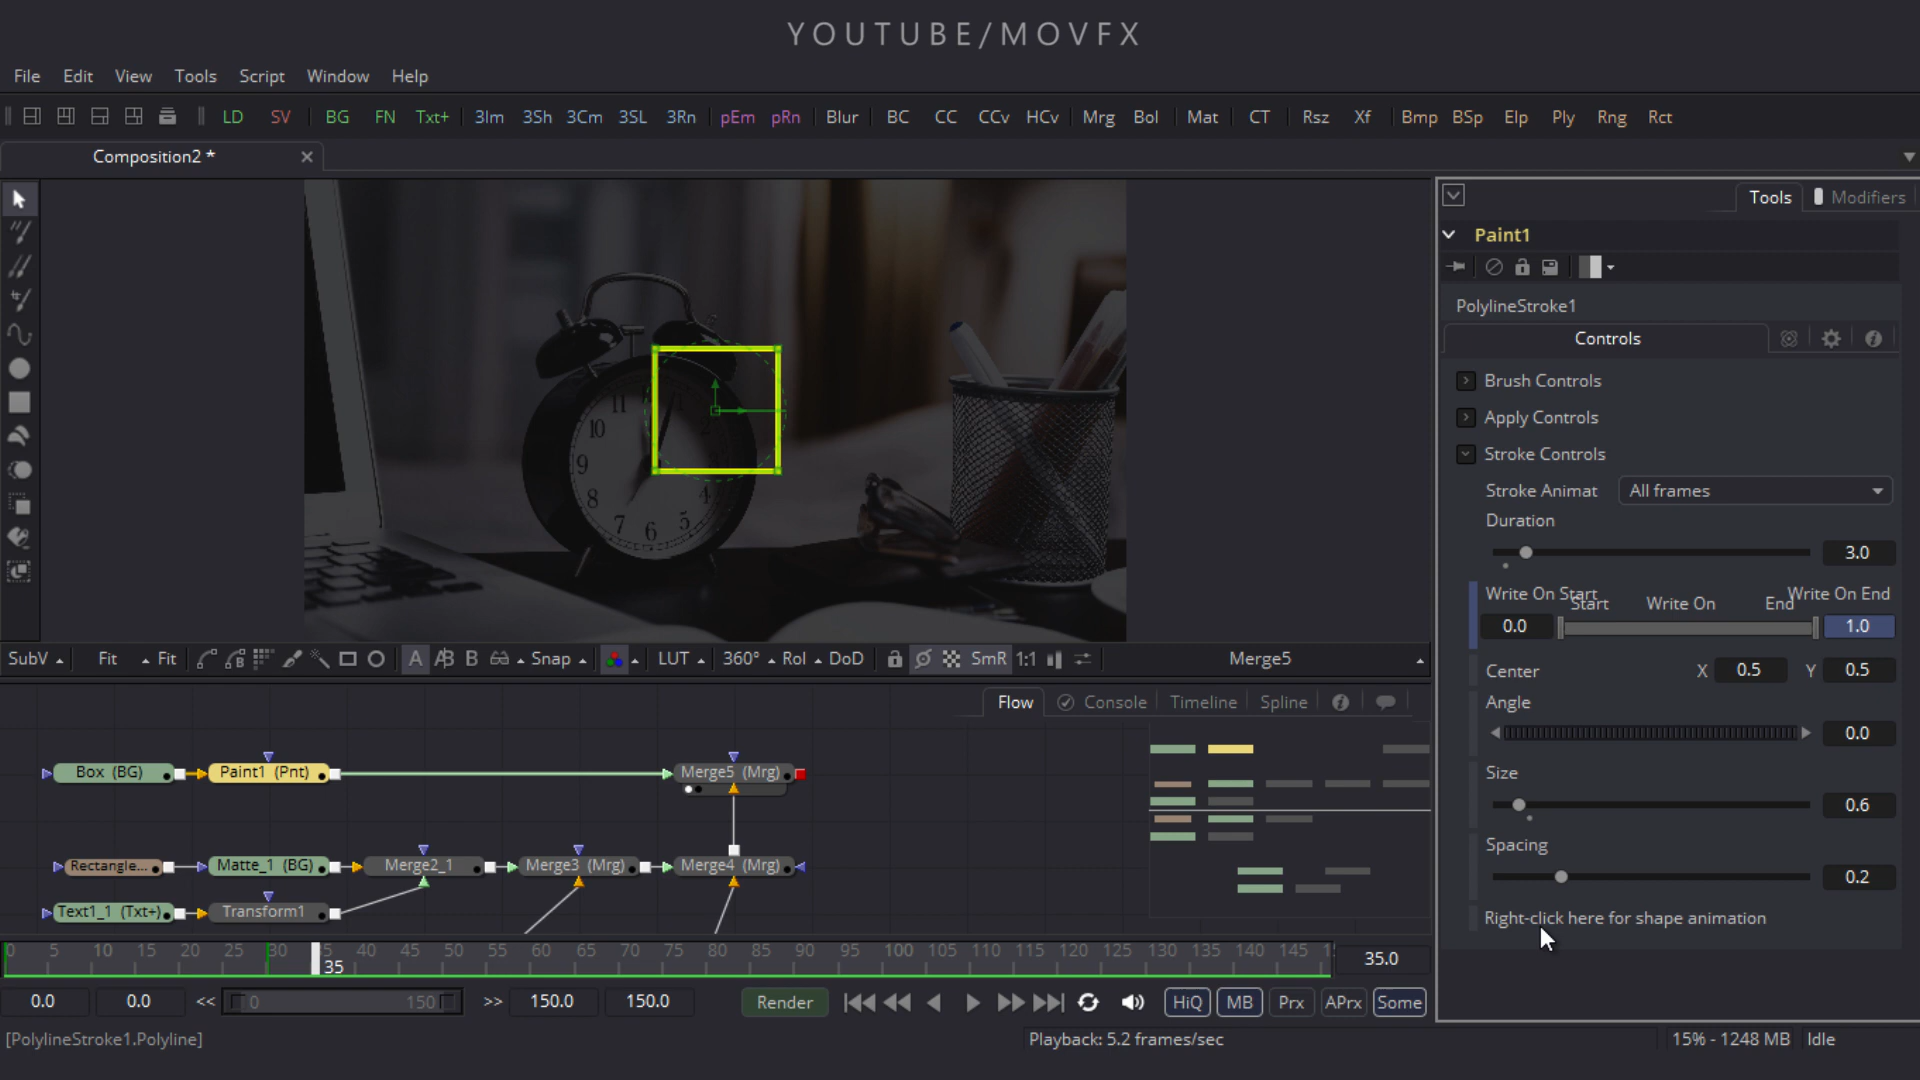 YOUTUBE/MOVFX
File Edit View Tools Script Window Help
LD SV BG FN Txt+ 3Im 3Sh 3Cm 3SL 3Rn pEm pRn Blur BC CC CCv HCv Mrg Bol Mat CT Rsz Xf Bmp BSp Elp Ply Rng Rct
Composition2 *
Tools Modifiers
Paint1
PolylineStroke1
Controls
Brush Controls
Apply Controls
Stroke Controls
Stroke Animat All frames
Duration
3.0
Write On Start Write On End
Start Write On End
0.0 1.0
Center X 0.5 Y 0.5
Angle
0.0
Size
0.6
Spacing
0.2
Right-click here for shape animation
11
10
9
8
7
6
5
4
SubV Fit Fit A B Snap LUT 360° Rol DoD SmR 1:1 Merge5
Flow Console Timeline Spline
Box (BG) Paint1 (Pnt) Merge5 (Mrg)
Rectangle... Matte_1 (BG) Merge2_1 Merge3 (Mrg) Merge4 (Mrg)
Text1_1 (Txt+) Transform1
0 5 10 15 20 25 30 35 40 45 50 55 60 65 70 75 80 85 90 95 100 105 110 115 120 125 130 135 140 145
35 35.0
0.0 0.0 << 0 150 >> 150.0 150.0 Render HiQ MB Prx APrx Some
[PolylineStroke1.Polyline] Playback: 5.2 frames/sec 15% - 1248 MB Idle